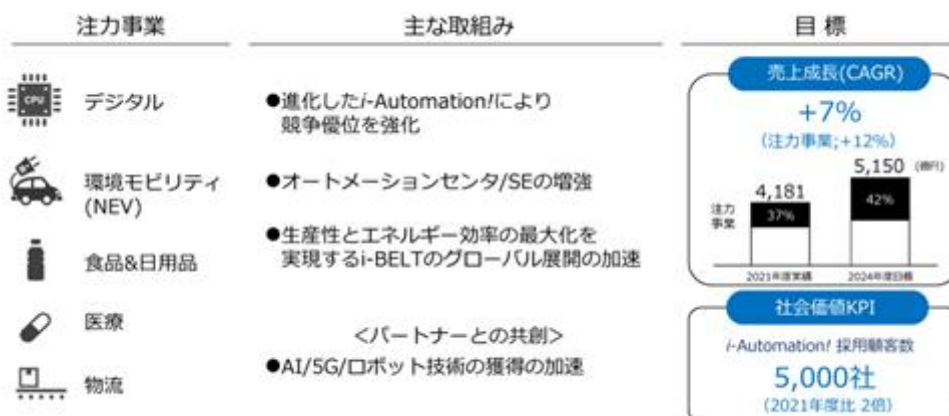 注力事業
主な取組み
目 標
CPU
デジタル
環境モビリティ
(NEV)
食品&日用品
医療
物流
●進化したi-Automation!により
競争優位を強化
●オートメーションセンタ/SEの増強
●生産性とエネルギー効率の最大化を
実現するi-BELTのグローバル展開の加速
<パートナーとの共創>
●AI/5G/ロボット技術の獲得の加速
売上成長(CAGR)
+7%
(注力事業;+12%)
5,150 (億円)
4,181
注力
事業
37%
42%
2021年度実績
2024年度目標
社会価値KPI
i-Automation! 採用顧客数
5,000社
(2021年度比 2倍)